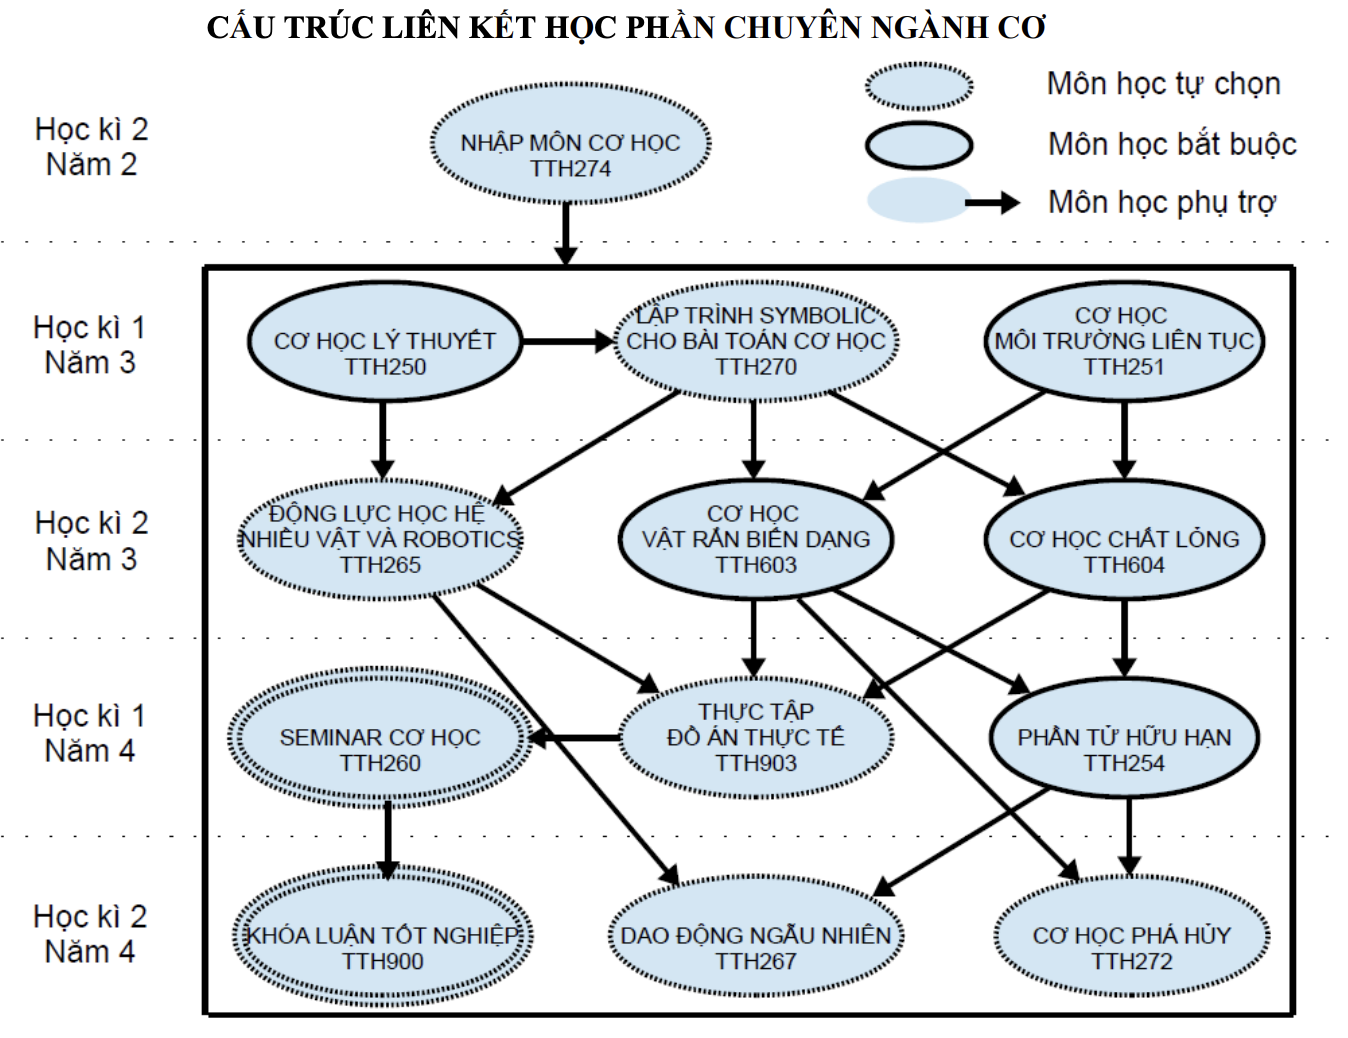 CẤU TRÚC LIÊN KẾT HỌC PHẦN CHUYÊN NGÀNH CƠ
Môn học tự chọn
Môn học bắt buộc
Môn học phụ trợ
Học kì 2
Năm 2
NHẬP MÔN CƠ HỌC
TTH274
Học kì 1
Năm 3
CƠ HỌC LÝ THUYẾT
TTH250
LẬP TRÌNH SYMBOLIC
CHO BÀI TOÁN CƠ HỌC
TTH270
CƠ HỌC
MÔI TRƯỜNG LIÊN TỤC
TTH251
Học kì 2
Năm 3
ĐỘNG LỰC HỌC HỆ
NHIỀU VẬT VÀ ROBOTICS
TTH265
CƠ HỌC
VẬT RẮN BIẾN DẠNG
TTH603
CƠ HỌC CHẤT LỎNG
TTH604
Học kì 1
Năm 4
SEMINAR CƠ HỌC
TTH260
THỰC TẬP
ĐỒ ÁN THỰC TẾ
TTH903
PHẦN TỬ HỮU HẠN
TTH254
Học kì 2
Năm 4
KHÓA LUẬN TỐT NGHIỆP
TTH900
DAO ĐỘNG NGẪU NHIÊN
TTH267
CƠ HỌC PHÁ HỦY
TTH272